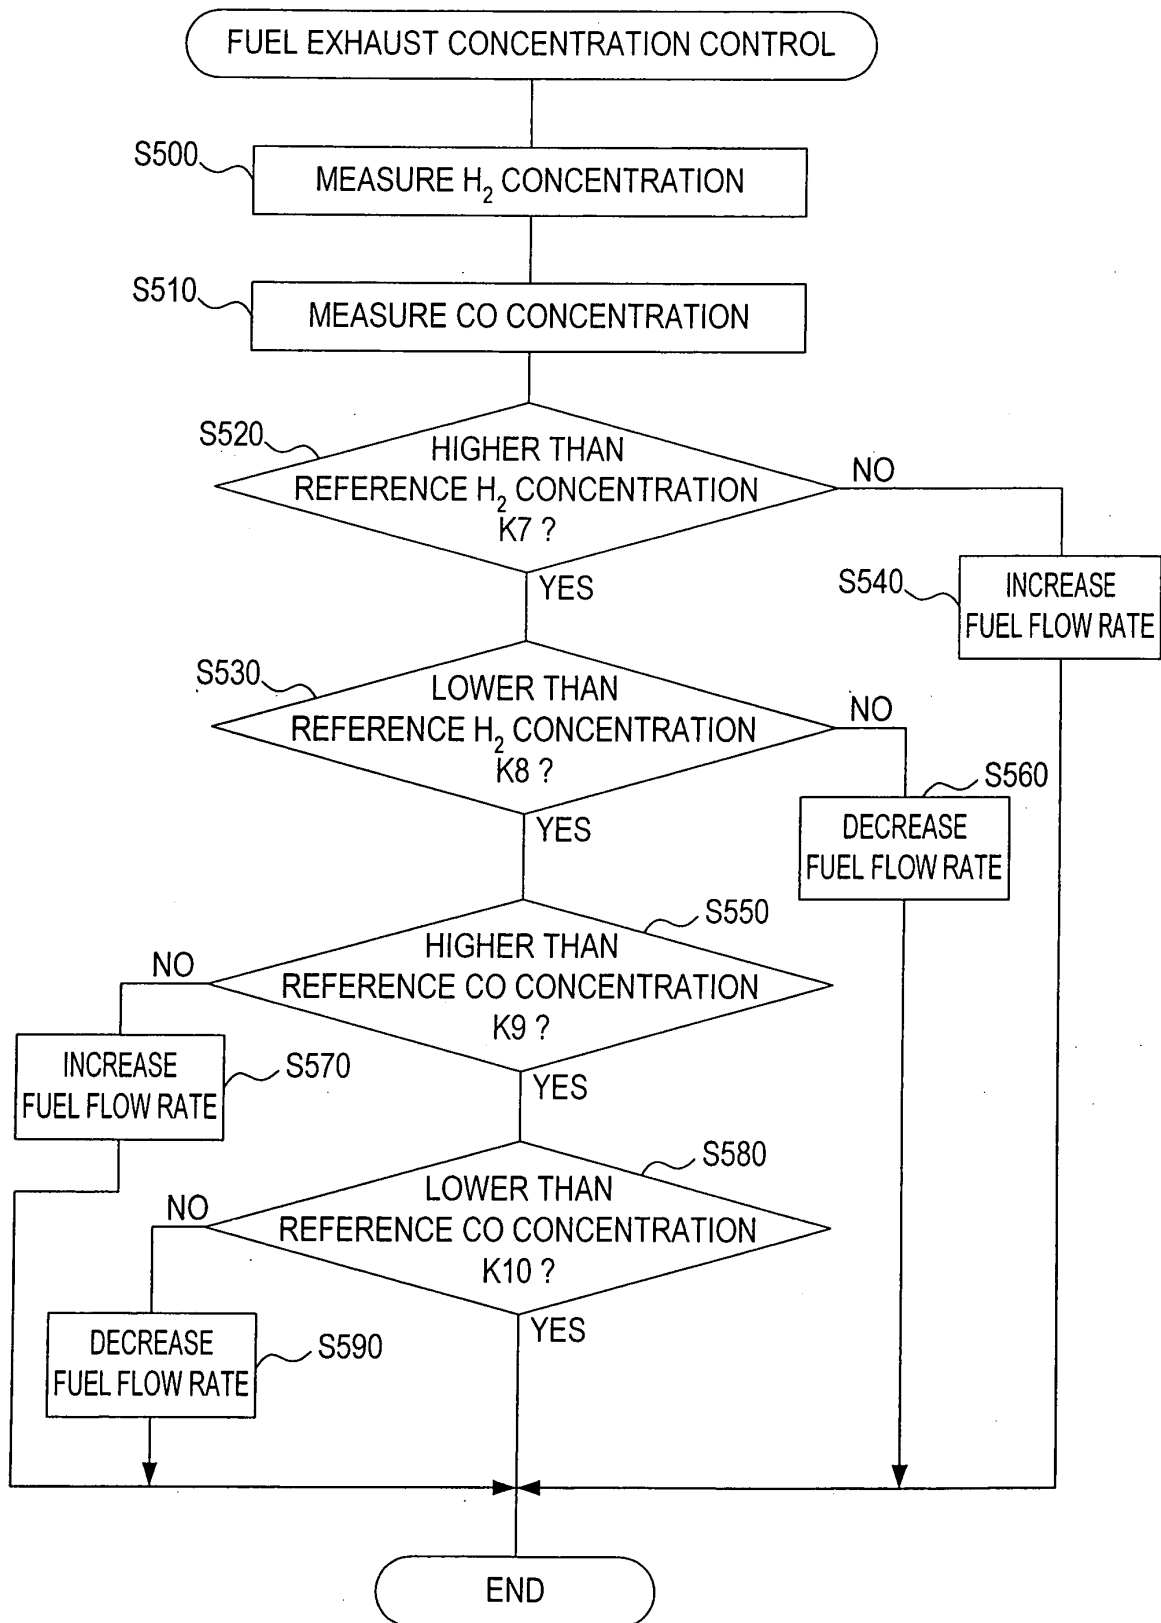 FUEL EXHAUST CONCENTRATION CONTROL
S500
MEASURE H2 CONCENTRATION
S510
MEASURE CO CONCENTRATION
S520
HIGHER THAN
REFERENCE H2 CONCENTRATION
K7 ?
NO
YES
S540
INCREASE
FUEL FLOW RATE
S530
LOWER THAN
REFERENCE H2 CONCENTRATION
K8 ?
NO
YES
S560
DECREASE
FUEL FLOW RATE
S550
HIGHER THAN
REFERENCE CO CONCENTRATION
K9 ?
NO
YES
INCREASE
FUEL FLOW RATE
S570
S580
LOWER THAN
REFERENCE CO CONCENTRATION
K10 ?
NO
YES
DECREASE
FUEL FLOW RATE
S590
END